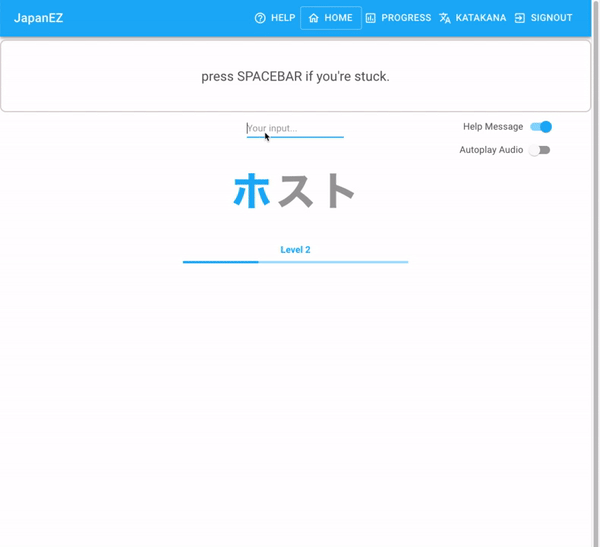 JapanEZ HELP HOME PROGRESS KATAKANA SIGNOUT
press SPACEBAR if you're stuck.
Your input...
Help Message
Autoplay Audio
ホスト
Level 2